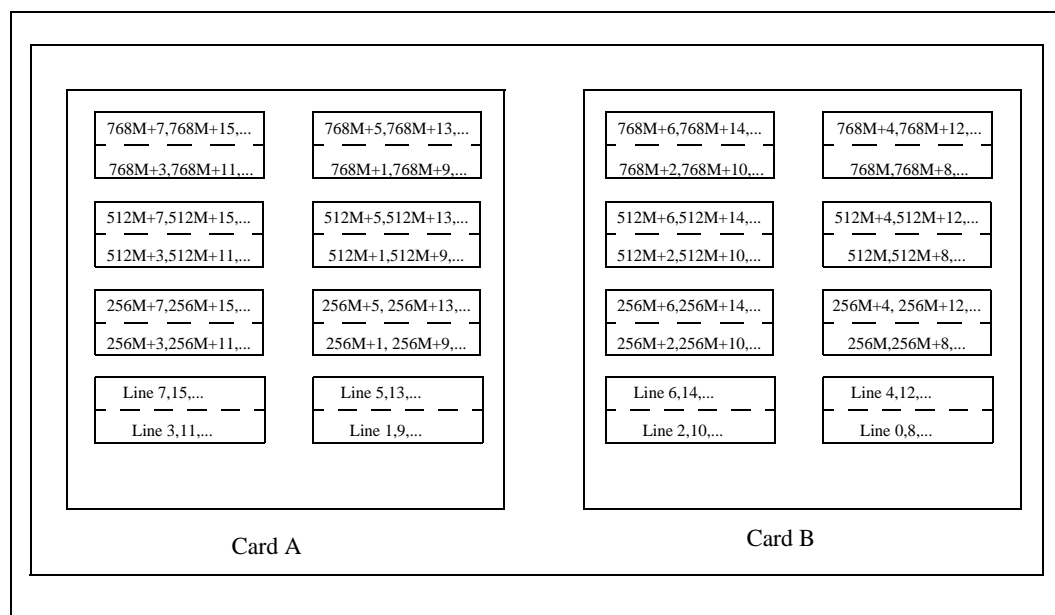 768M+7,768M+15,...
768M+3,768M+11,...
768M+5,768M+13,...
768M+1,768M+9,...
512M+7,512M+15,...
512M+3,512M+11,...
512M+5,512M+13,...
512M+1,512M+9,...
256M+7,256M+15,...
256M+3,256M+11,...
256M+5, 256M+13,...
256M+1, 256M+9,...
Line 7,15,...
Line 3,11,...
Line 5,13,...
Line 1,9,...
Card A
768M+6,768M+14,...
768M+2,768M+10,...
768M+4,768M+12,...
768M,768M+8,...
512M+6,512M+14,...
512M+2,512M+10,...
512M+4,512M+12,...
512M,512M+8,...
256M+6,256M+14,...
256M+2,256M+10,...
256M+4, 256M+12,...
256M,256M+8,...
Line 6,14,...
Line 2,10,...
Line 4,12,...
Line 0,8,...
Card B